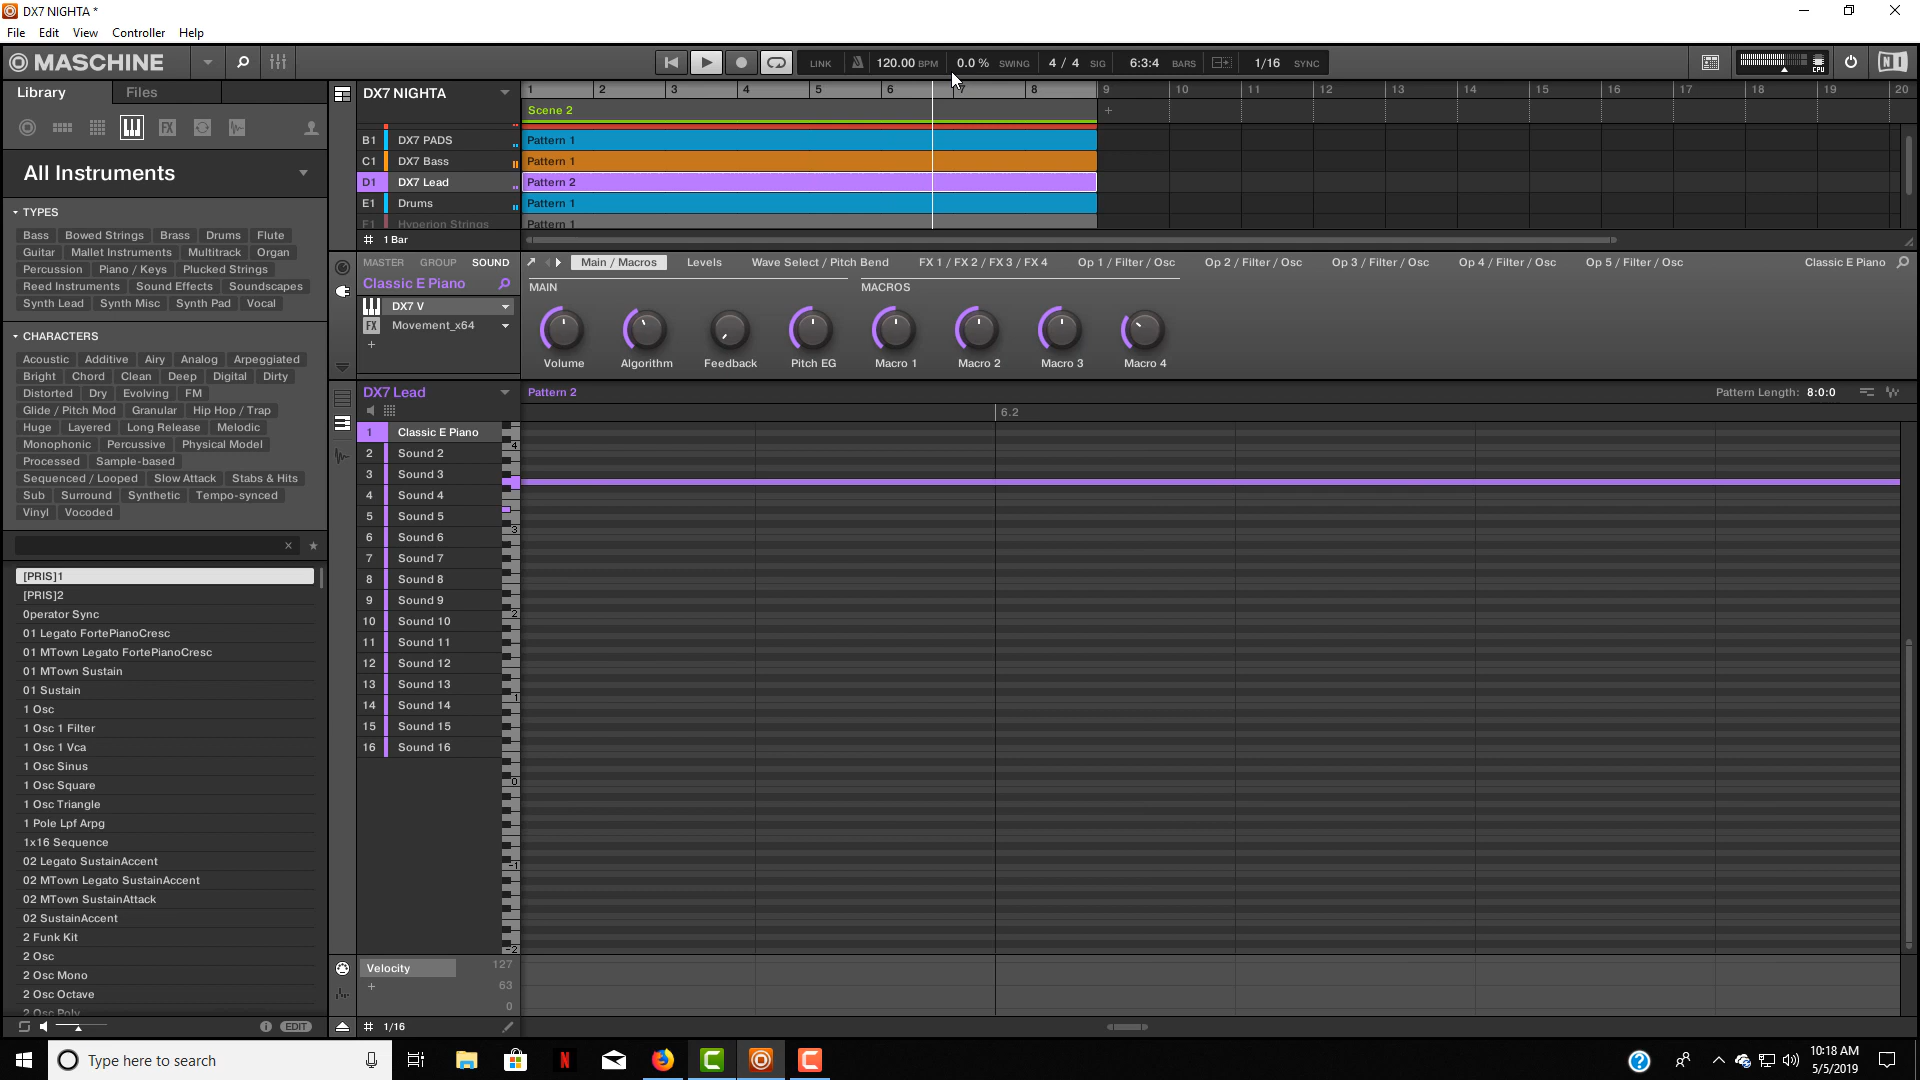 DX7 NIGHTA *
File Edit View Controller Help
MASCHINE
LINK 120.00 BPM 0.0 % SWING 4 / 4 SIG 6:3:4 BARS 1/16 SYNC
CPU
Library Files
DX7 NIGHTA
1 2 3 4 5 6 7 8 9 10 11 12 13 14 15 16 17 18 19 20
Scene 2 +
B1 DX7 PADS Pattern 1
C1 DX7 Bass Pattern 1
D1 DX7 Lead Pattern 2
E1 Drums Pattern 1
F1 Hyperion Strings Pattern 1
1 Bar
All Instruments
TYPES
Bass Bowed Strings Brass Drums Flute
Guitar Mallet Instruments Multitrack Organ
Percussion Piano / Keys Plucked Strings
Reed Instruments Sound Effects Soundscapes
Synth Lead Synth Misc Synth Pad Vocal
CHARACTERS
Acoustic Additive Airy Analog Arpeggiated
Bright Chord Clean Deep Digital Dirty
Distorted Dry Evolving FM
Glide / Pitch Mod Granular Hip Hop / Trap
Huge Layered Long Release Melodic
Monophonic Percussive Physical Model
Processed Sample-based
Sequenced / Looped Slow Attack Stabs & Hits
Sub Surround Synthetic Tempo-synced
Vinyl Vocoded
[PRIS]1
[PRIS]2
0perator Sync
01 Legato FortePianoCresc
01 MTown Legato FortePianoCresc
01 MTown Sustain
01 Sustain
1 Osc
1 Osc 1 Filter
1 Osc 1 Vca
1 Osc Sinus
1 Osc Square
1 Osc Triangle
1 Pole Lpf Arpg
1x16 Sequence
02 Legato SustainAccent
02 MTown Legato SustainAccent
02 MTown SustainAttack
02 SustainAccent
2 Funk Kit
2 Osc
2 Osc Mono
2 Osc Octave
2 Osc Poly
EDIT
MASTER GROUP SOUND
Classic E Piano
DX7 V
FX Movement_x64
+
Main / Macros Levels Wave Select / Pitch Bend FX 1 / FX 2 / FX 3 / FX 4 Op 1 / Filter / Osc Op 2 / Filter / Osc Op 3 / Filter / Osc Op 4 / Filter / Osc Op 5 / Filter / Osc Classic E Piano
MAIN MACROS
Volume Algorithm Feedback Pitch EG Macro 1 Macro 2 Macro 3 Macro 4
DX7 Lead Pattern 2 Pattern Length: 8:0:0
6.2
1 Classic E Piano
2 Sound 2
3 Sound 3
4 Sound 4
5 Sound 5
6 Sound 6
7 Sound 7
8 Sound 8
9 Sound 9
10 Sound 10
11 Sound 11
12 Sound 12
13 Sound 13
14 Sound 14
15 Sound 15
16 Sound 16
4
3
2
1
0
-1
-2
Velocity 127
+ 63
0
1/16
Type here to search
10:18 AM
5/5/2019